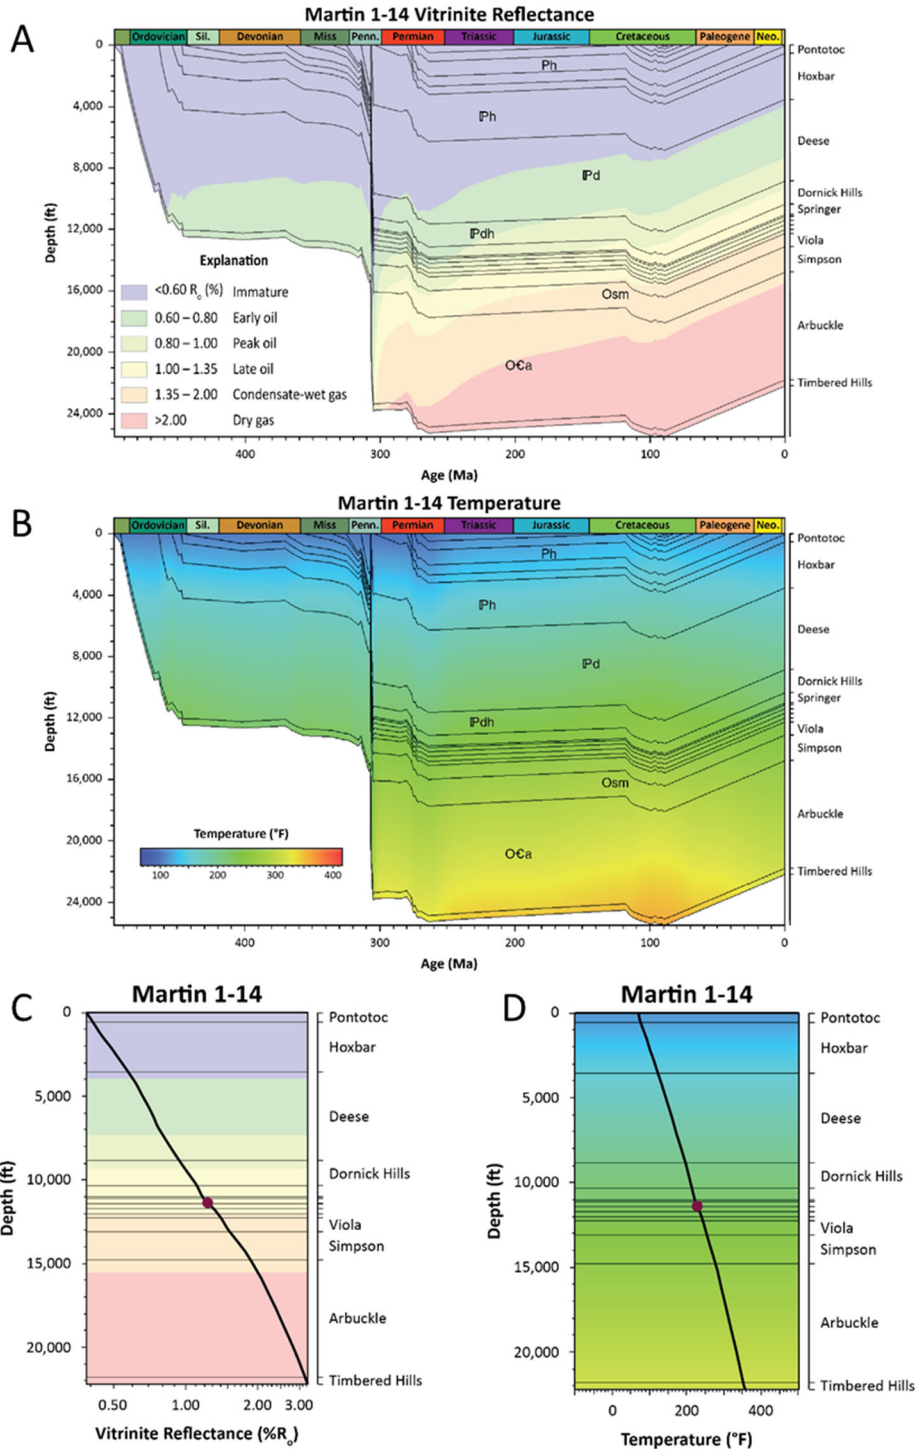 Martin 1-14 Vitrinite Reflectance
A
Ordovician Sil. Devonian Miss Penn. Permian Triassic Jurassic Cretaceous Paleogene Neo.
0
4,000
8,000
12,000
16,000
20,000
24,000
Depth (ft)
Ph
ℙh
ℙd
ℙdh
Osm
O€a
Explanation
<0.60 Ro (%) Immature
0.60 – 0.80 Early oil
0.80 – 1.00 Peak oil
1.00 – 1.35 Late oil
1.35 – 2.00 Condensate-wet gas
>2.00 Dry gas
Pontotoc
Hoxbar
Deese
Dornick Hills
Springer
Viola
Simpson
Arbuckle
Timbered Hills
400 300 200 100 0
Age (Ma)
Martin 1-14 Temperature
B
Ordovician Sil. Devonian Miss Penn. Permian Triassic Jurassic Cretaceous Paleogene Neo.
0
4,000
8,000
12,000
16,000
20,000
24,000
Depth (ft)
Ph
ℙh
ℙd
ℙdh
Osm
O€a
Temperature (°F)
100 200 300 400
Pontotoc
Hoxbar
Deese
Dornick Hills
Springer
Viola
Simpson
Arbuckle
Timbered Hills
400 300 200 100 0
Age (Ma)
C
Martin 1-14
0
5,000
10,000
15,000
20,000
Depth (ft)
Pontotoc
Hoxbar
Deese
Dornick Hills
Viola
Simpson
Arbuckle
Timbered Hills
0.50 1.00 2.00 3.00
Vitrinite Reflectance (%Ro)
D
Martin 1-14
0
5,000
10,000
15,000
20,000
Depth (ft)
Pontotoc
Hoxbar
Deese
Dornick Hills
Viola
Simpson
Arbuckle
Timbered Hills
0 200 400
Temperature (°F)